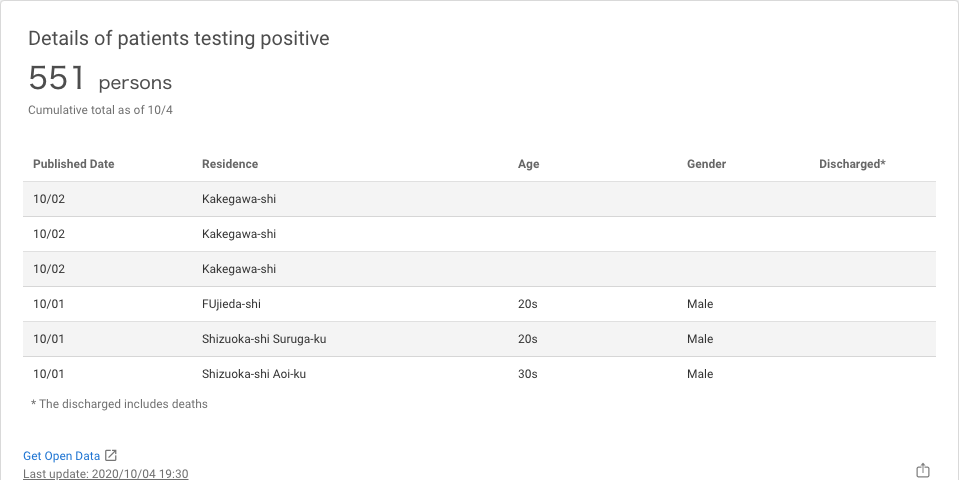 Details of patients testing positive
551 persons
Cumulative total as of 10/4
Published Date Residence Age Gender Discharged*
10/02 Kakegawa-shi
10/02 Kakegawa-shi
10/02 Kakegawa-shi
10/01 FUjieda-shi 20s Male
10/01 Shizuoka-shi Suruga-ku 20s Male
10/01 Shizuoka-shi Aoi-ku 30s Male
* The discharged includes deaths
Get Open Data
Last update: 2020/10/04 19:30